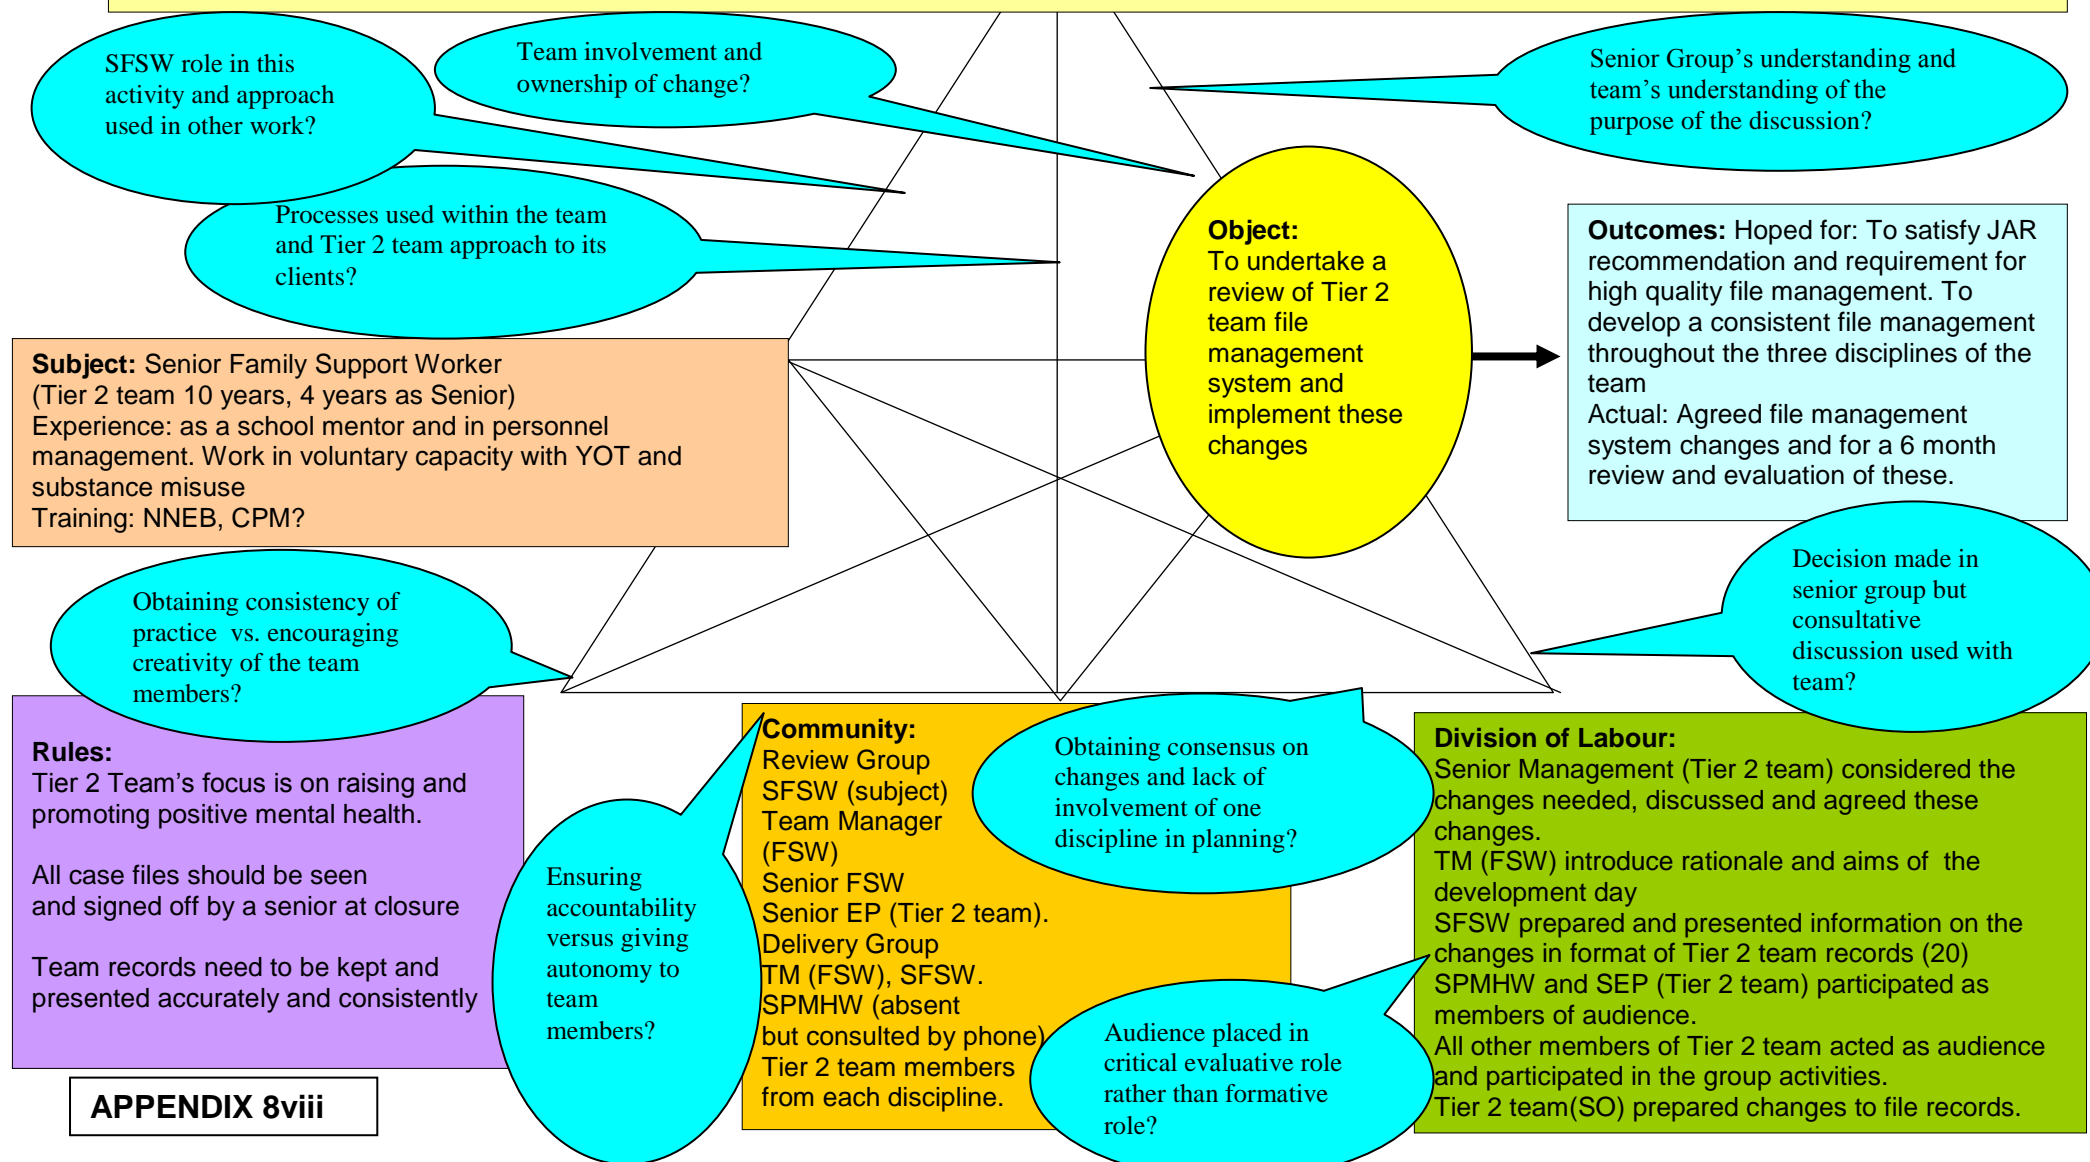 SFSW role in this
activity and approach
used in other work?
Team involvement and
ownership of change?
Senior Group’s understanding and
team’s understanding of the
purpose of the discussion?
Processes used within the team
and Tier 2 team approach to its
clients?
Object:
To undertake a
review of Tier 2
team file
management
system and
implement these
changes
Outcomes: Hoped for: To satisfy JAR
recommendation and requirement for
high quality file management. To
develop a consistent file management
throughout the three disciplines of the
team
Actual: Agreed file management
system changes and for a 6 month
review and evaluation of these.
Subject: Senior Family Support Worker
(Tier 2 team 10 years, 4 years as Senior)
Experience: as a school mentor and in personnel
management. Work in voluntary capacity with YOT and
substance misuse
Training: NNEB, CPM?
Obtaining consistency of
practice vs. encouraging
creativity of the team
members?
Decision made in
senior group but
consultative
discussion used with
team?
Rules:
Tier 2 Team’s focus is on raising and
promoting positive mental health.
All case files should be seen
and signed off by a senior at closure
Team records need to be kept and
presented accurately and consistently
Ensuring
accountability
versus giving
autonomy to
team
members?
Community:
Review Group
SFSW (subject)
Team Manager
(FSW)
Senior FSW
Senior EP (Tier 2 team).
Delivery Group
TM (FSW), SFSW.
SPMHW (absent
but consulted by phone)
Tier 2 team members
from each discipline.
Obtaining consensus on
changes and lack of
involvement of one
discipline in planning?
Audience placed in
critical evaluative role
rather than formative
role?
Division of Labour:
Senior Management (Tier 2 team) considered the
changes needed, discussed and agreed these
changes.
TM (FSW) introduce rationale and aims of the
development day
SFSW prepared and presented information on the
changes in format of Tier 2 team records (20)
SPMHW and SEP (Tier 2 team) participated as
members of audience.
All other members of Tier 2 team acted as audience
and participated in the group activities.
Tier 2 team(SO) prepared changes to file records.
APPENDIX 8viii